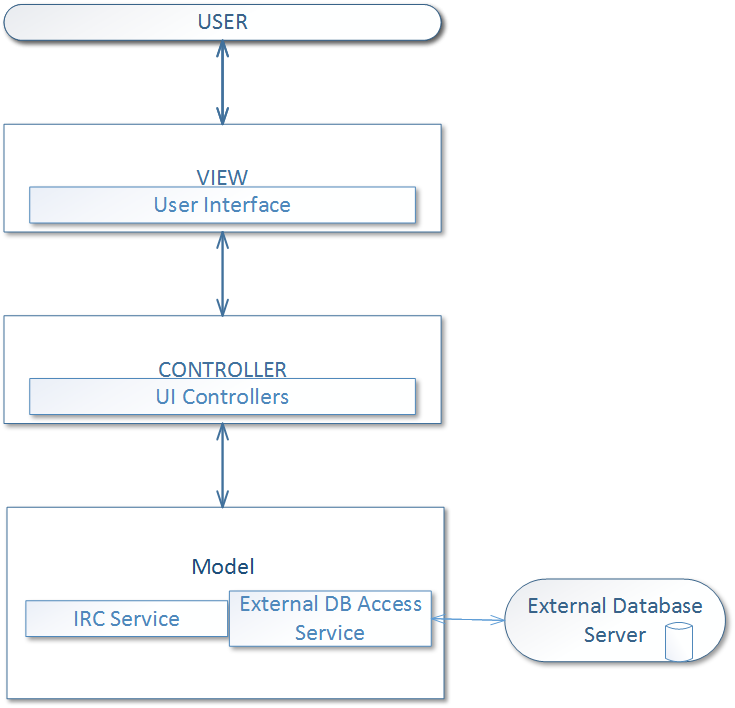 USER
VIEW
User Interface
CONTROLLER
UI Controllers
Model
IRC Service
External DB Access
Service
External Database
Server